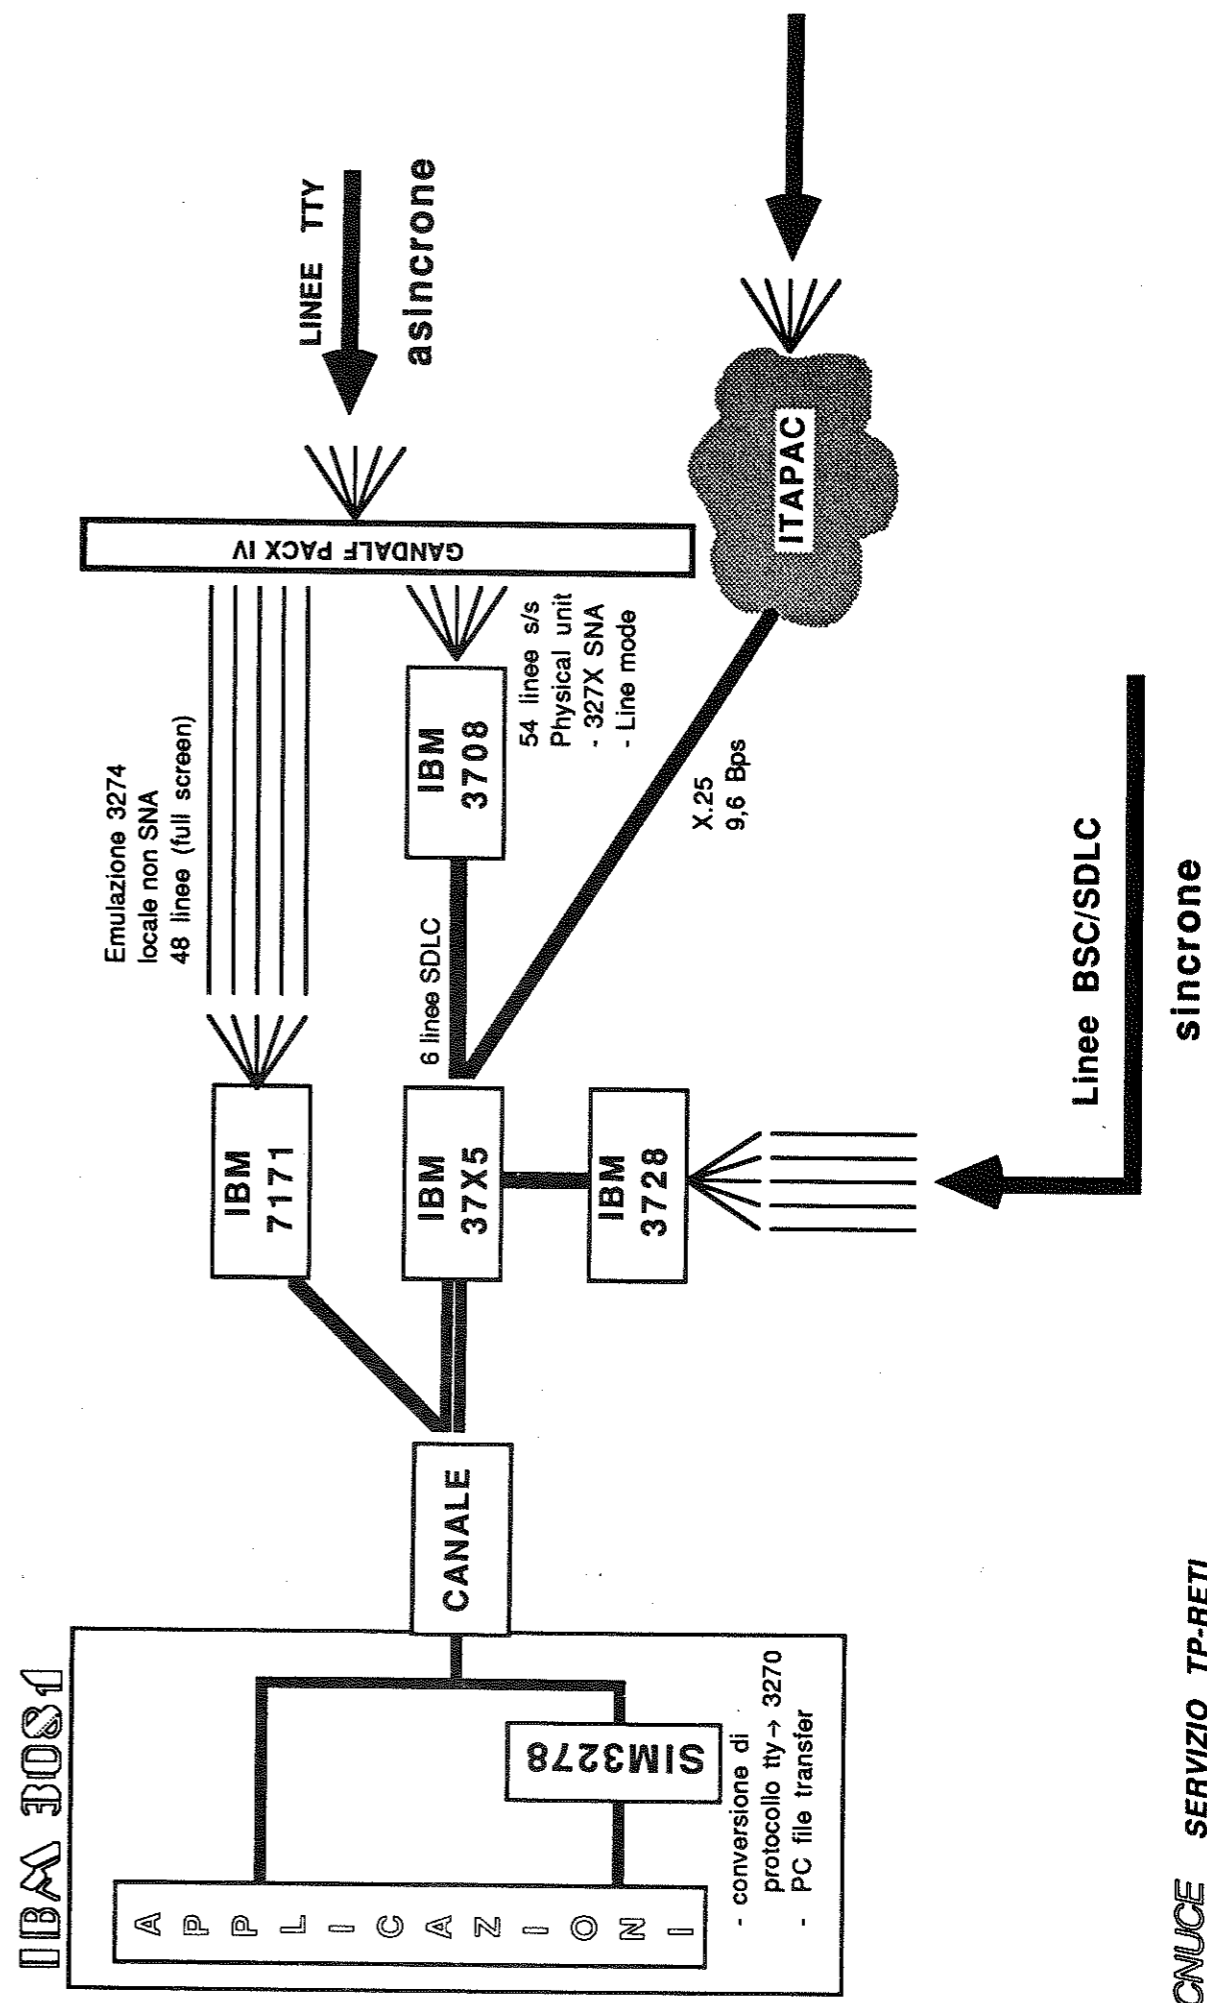 IBM 3081
APPLICAZIONI
SIM3278
- conversione di
protocollo tty→ 3270
- PC file transfer
CANALE
IBM
7171
Emulazione 3274
locale non SNA
48 linee (full screen)
IBM
37X5
6 linee SDLC
IBM
3708
54 linee s/s
Physical unit
- 327X SNA
- Line mode
GANDALF PACX IV
LINEE TTY
asincrone
IBM
3728
X.25
9,6 Bps
ITAPAC
Linee BSC/SDLC
sincrone
CNUCE SERVIZIO TP-RETI